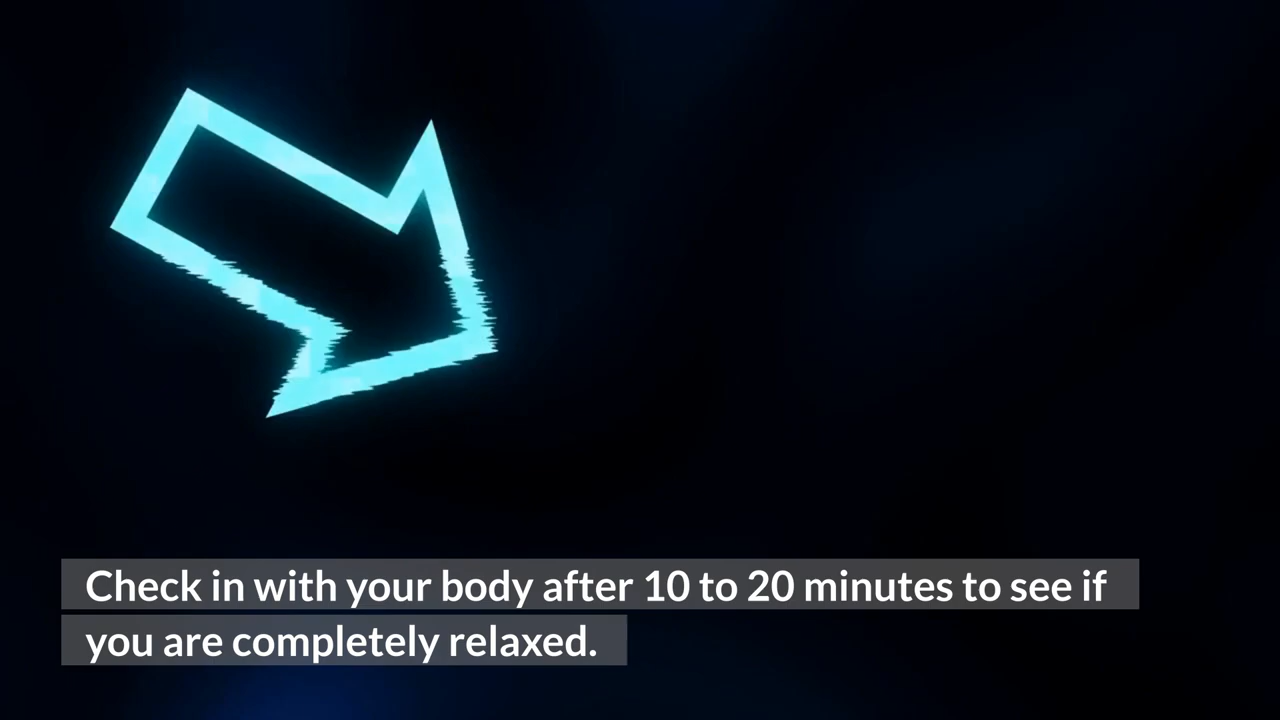 Check in with your body after 10 to 20 minutes to see if
you are completely relaxed.